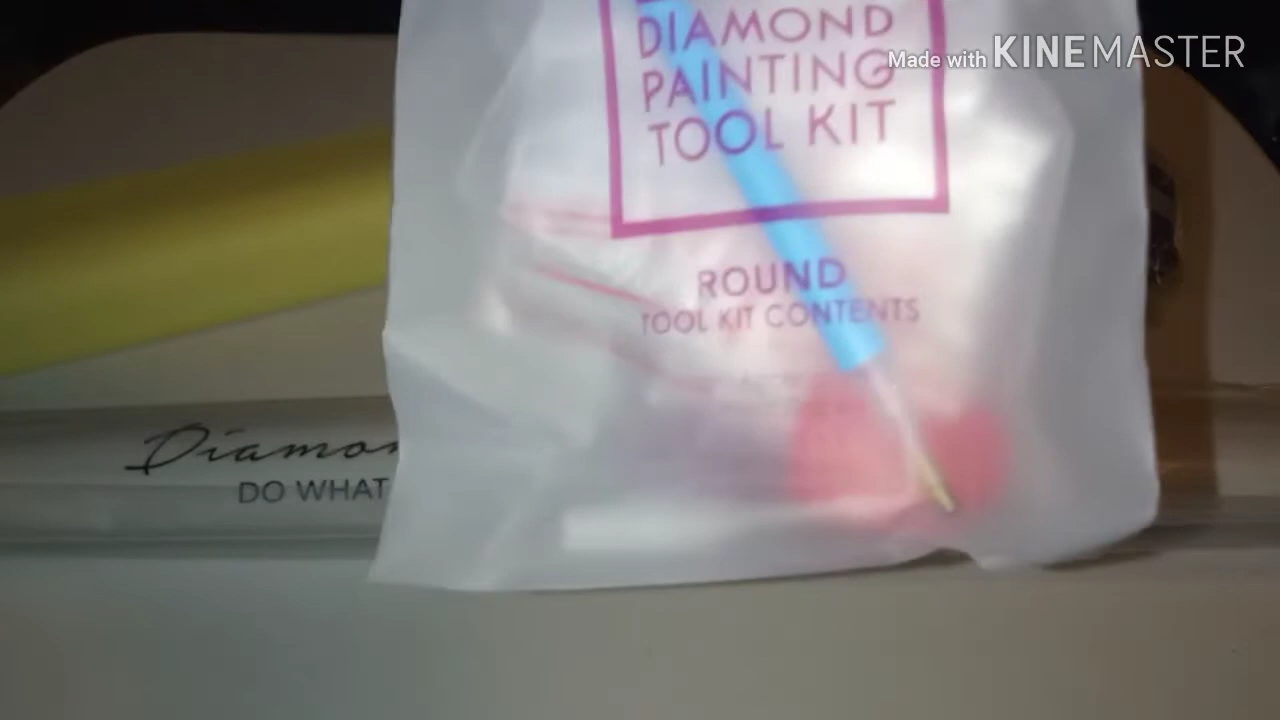 DIAMOND
PAINTING
TOOL KIT
Made with KINEMASTER
ROUND
TOOL KIT CONTENTS
Diamon
DO WHAT